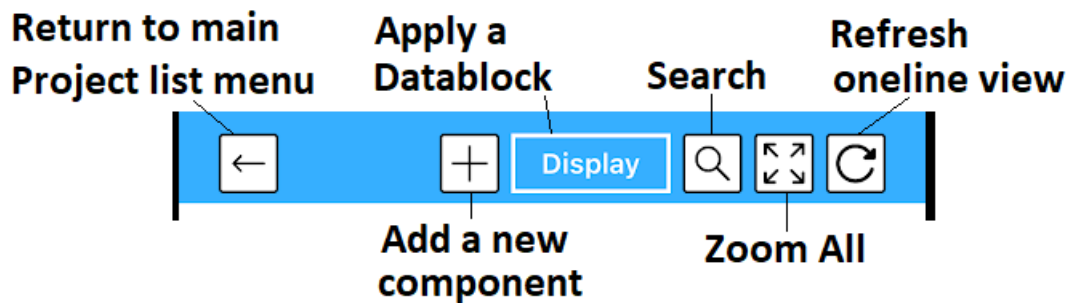 Return to main
Project list menu
Apply a
Datablock
Search
Refresh
oneline view
Display
Add a new
component
Zoom All